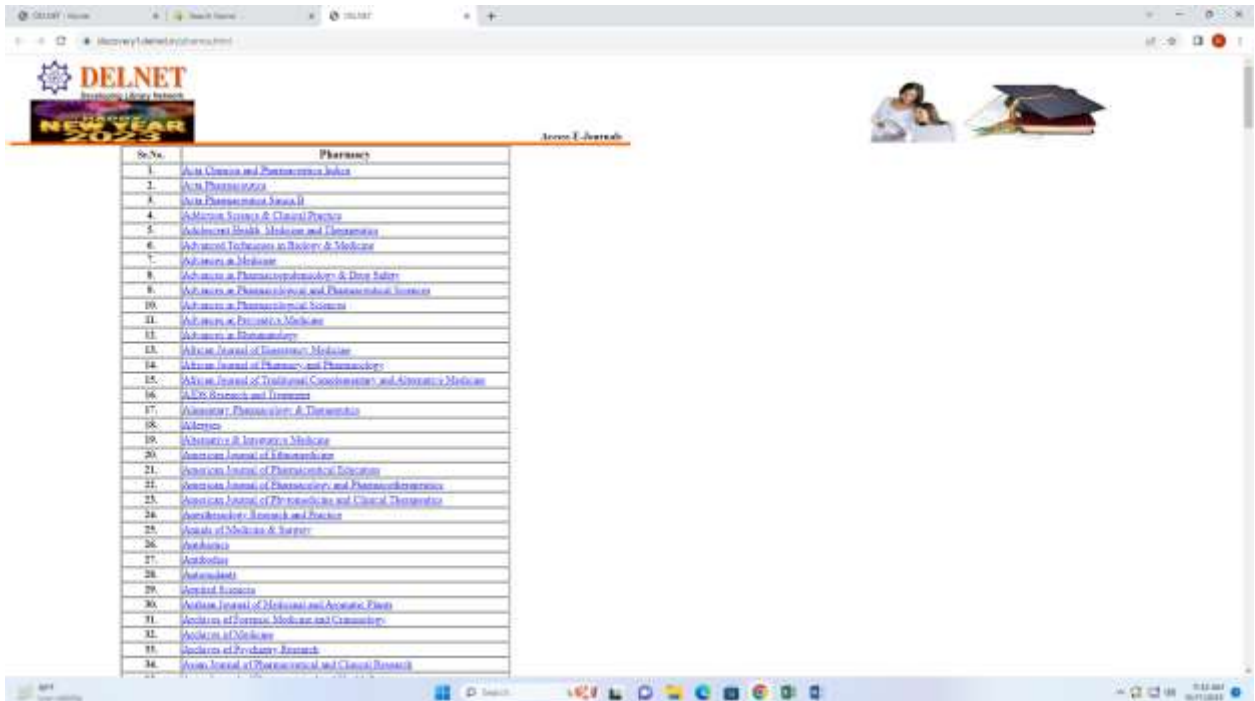 DELNET
DELNET
Developing Library Network
HAPPY
NEW YEAR
2023
Access E-Journals
Sr.No. Pharmacy
1. Acta Chimica and Pharmaceutica Indica
2. Acta Pharmaceutica
3. Acta Pharmaceutica Sinica B
4. Addiction Science & Clinical Practice
5. Adolescent Health, Medicine and Therapeutics
6. Advanced Techniques in Biology & Medicine
7. Advances in Medicine
8. Advances in Pharmacoepidemiology & Drug Safety
9. Advances in Pharmacological and Pharmaceutical Sciences
10. Advances in Pharmacological Sciences
11. Advances in Preventive Medicine
12. Advances in Rheumatology
13. African Journal of Emergency Medicine
14. African Journal of Pharmacy and Pharmacology
15. African Journal of Traditional Complementary and Alternative Medicine
16. AIDS Research and Treatment
17. Alimentary Pharmacology & Therapeutics
18. Allergies
19. Alternative & Integrative Medicine
20. American Journal of Ethnomedicine
21. American Journal of Pharmaceutical Education
22. American Journal of Pharmacology and Pharmacotherapeutics
23. American Journal of Phytomedicine and Clinical Therapeutics
24. Anesthesiology Research and Practice
25. Annals of Medicine & Surgery
26. Antibiotics
27. Antibodies
28. Antioxidants
29. Applied Sciences
30. Arabian Journal of Medicinal and Aromatic Plants
31. Archives of Forensic Medicine and Criminology
32. Archives of Medicine
33. Archives of Psychiatry Research
34. Asian Journal of Pharmaceutical and Clinical Research
Search